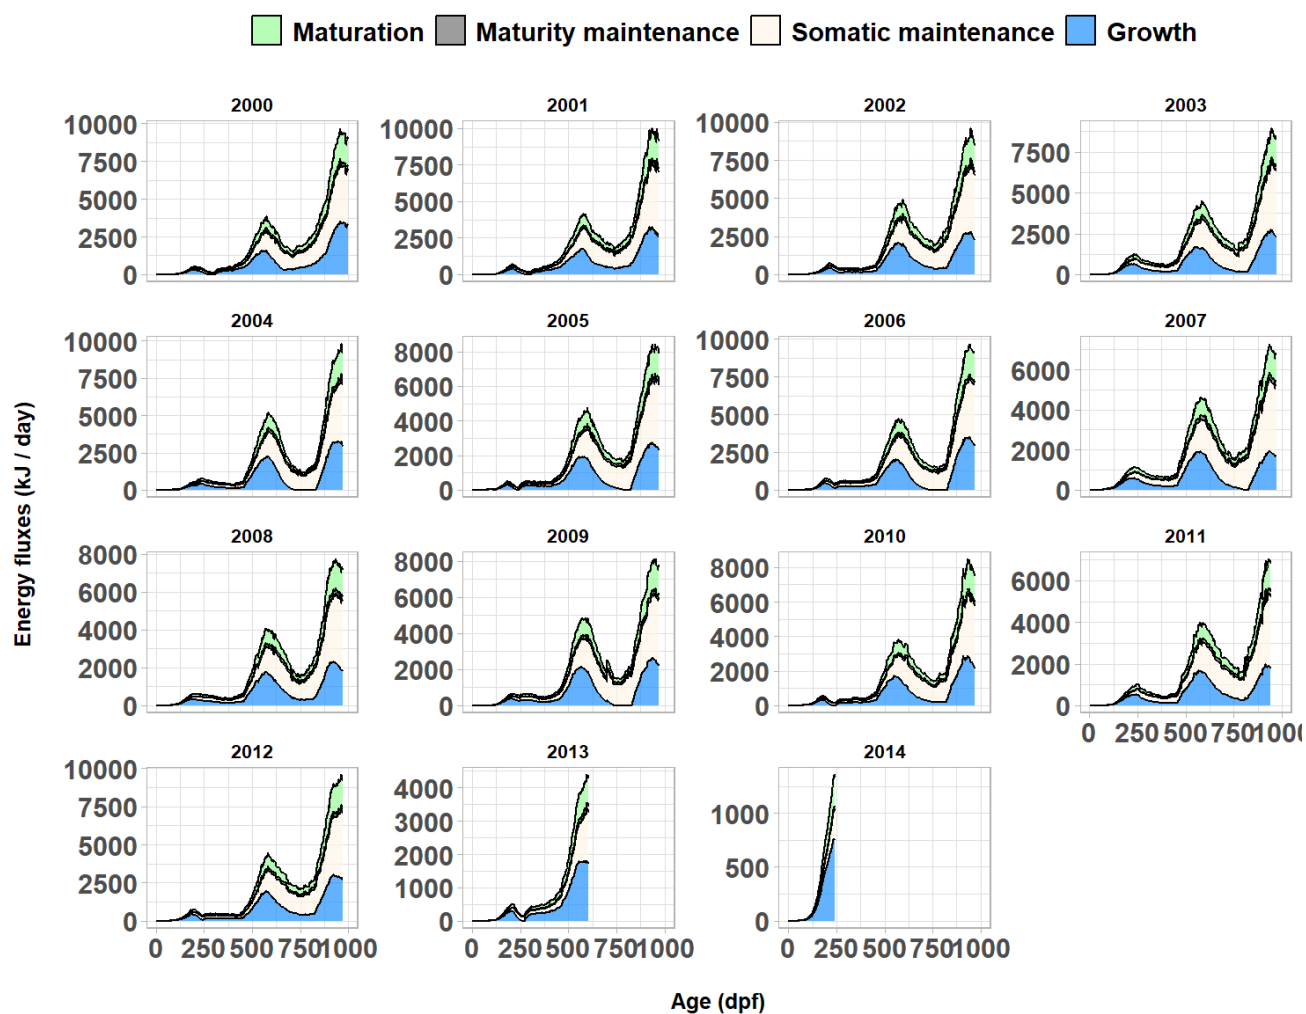 Maturation Maturity maintenance Somatic maintenance Growth
2000 2001 2002 2003
10000 10000 10000
7500 7500 7500 7500
5000 5000 5000 5000
2500 2500 2500 2500
0 0 0 0
2004 2005 2006 2007
10000 8000 10000
7500 6000 7500 6000
5000 4000 5000 4000
2500 2000 2500 2000
0 0 0 0
2008 2009 2010 2011
8000 8000 8000
6000 6000 6000 6000
4000 4000 4000 4000
2000 2000 2000 2000
0 0 0 0
0 250 500 750 1000
2012 2013 2014
10000 4000
7500 3000 1000
5000 2000 500
2500 1000
0 0 0
0 250 500 750 1000 0 250 500 750 1000 0 250 500 750 1000
Age (dpf)
Energy fluxes (kJ / day)